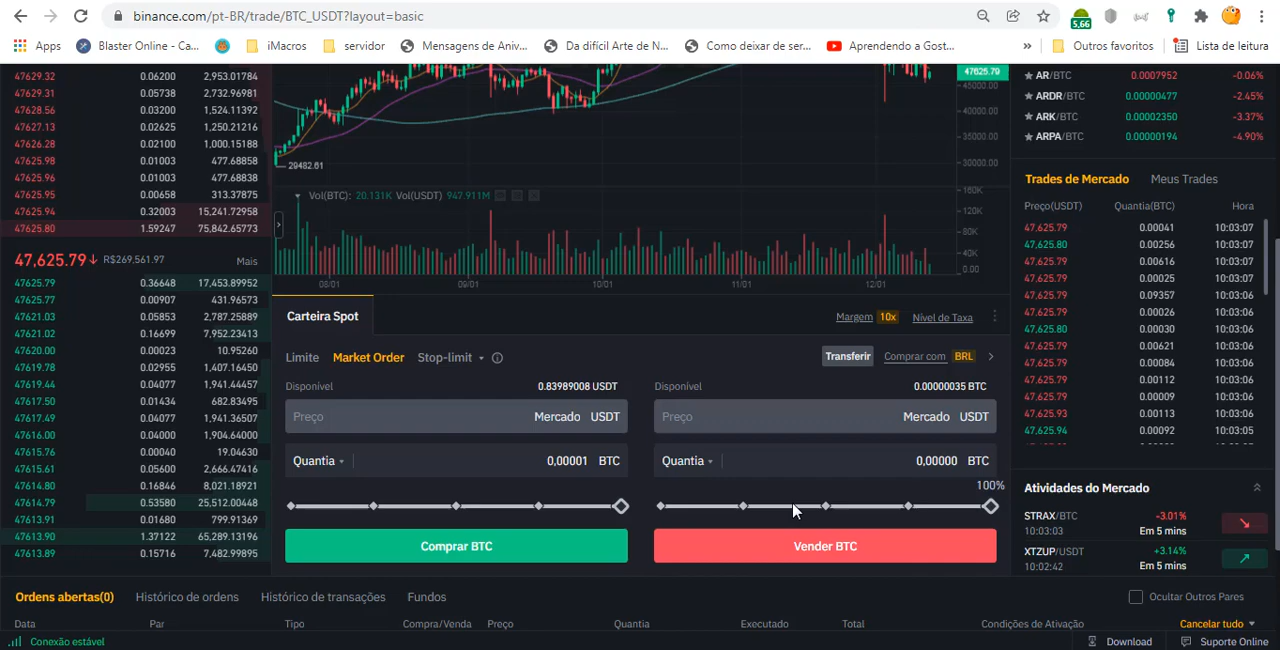 binance.com/pt-BR/trade/BTC_USDT?layout=basic
5,66
Apps Blaster Online - Ca... iMacros servidor Mensagens de Aniv... Da difícil Arte de N... Como deixar de ser... Aprendendo a Gost... » Outros favoritos Lista de leitura
47629.32 0.06200 2,953.01784
47629.31 0.05738 2,732.96981
47628.56 0.03200 1,524.11392
47627.13 0.02625 1,250.21216
47626.28 0.02100 1,000.15188
47625.98 0.01003 477.68858
47625.96 0.01003 477.68838
47625.95 0.00658 313.37875
47625.94 0.32003 15,241.72958
47625.80 1.59247 75,842.65773
47,625.79↓ R$269,561.97 Mais
47625.79 0.36648 17,453.89952
47625.77 0.00907 431.96573
47621.03 0.05853 2,787.25889
47621.02 0.16699 7,952.23413
47620.00 0.00023 10.95260
47619.78 0.02955 1,407.16450
47619.44 0.04077 1,941.44457
47617.50 0.01434 682.83495
47617.49 0.04077 1,941.36507
47616.00 0.04000 1,904.64000
47615.76 0.00040 19.04630
47615.61 0.05600 2,666.47416
47614.80 0.16846 8,021.18921
47614.79 0.53580 25,512.00448
47613.91 0.01680 799.91369
47613.90 1.37122 65,289.13196
47613.89 0.15716 7,482.99895
47625.79
45000.00
35000.00
30000.00
29482.61
Vol(BTC): 20.131K Vol(USDT) 947.911M
160K
120K
80K
40K
0.00
08/01 09/01 10/01 11/01 12/01
Carteira Spot
Margem 10x Nível de Taxa
Limite Market Order Stop-limit
Transferir Comprar com BRL
Disponível 0.83989008 USDT
Preço Mercado USDT
Quantia 0,00001 BTC
Comprar BTC
Disponível 0.00000035 BTC
Preço Mercado USDT
Quantia 0,00000 BTC
100%
Vender BTC
AR/BTC 0.0007952 -0.06%
ARDR/BTC 0.00000477 -2.45%
ARK/BTC 0.00002350 -3.37%
ARPA/BTC 0.00000194 -4.90%
Trades de Mercado Meus Trades
Preço(USDT) Quantia(BTC) Hora
47,625.79 0.00041 10:03:07
47,625.80 0.00256 10:03:07
47,625.79 0.00616 10:03:07
47,625.79 0.00025 10:03:07
47,625.79 0.09357 10:03:06
47,625.79 0.00026 10:03:06
47,625.80 0.00030 10:03:06
47,625.79 0.00621 10:03:06
47,625.79 0.00084 10:03:06
47,625.79 0.00112 10:03:06
47,625.79 0.00009 10:03:06
47,625.93 0.00113 10:03:06
47,625.94 0.00092 10:03:05
Atividades do Mercado
STRAX/BTC -3.01%
10:03:03 Em 5 mins
XTZUP/USDT +3.14%
10:02:42 Em 5 mins
Ordens abertas(0) Histórico de ordens Histórico de transações Fundos
Ocultar Outros Pares
Data Par Tipo Compra/Venda Preço Quantia Executado Total Condições de Ativação Cancelar tudo
Conexão estável
Download Suporte Online